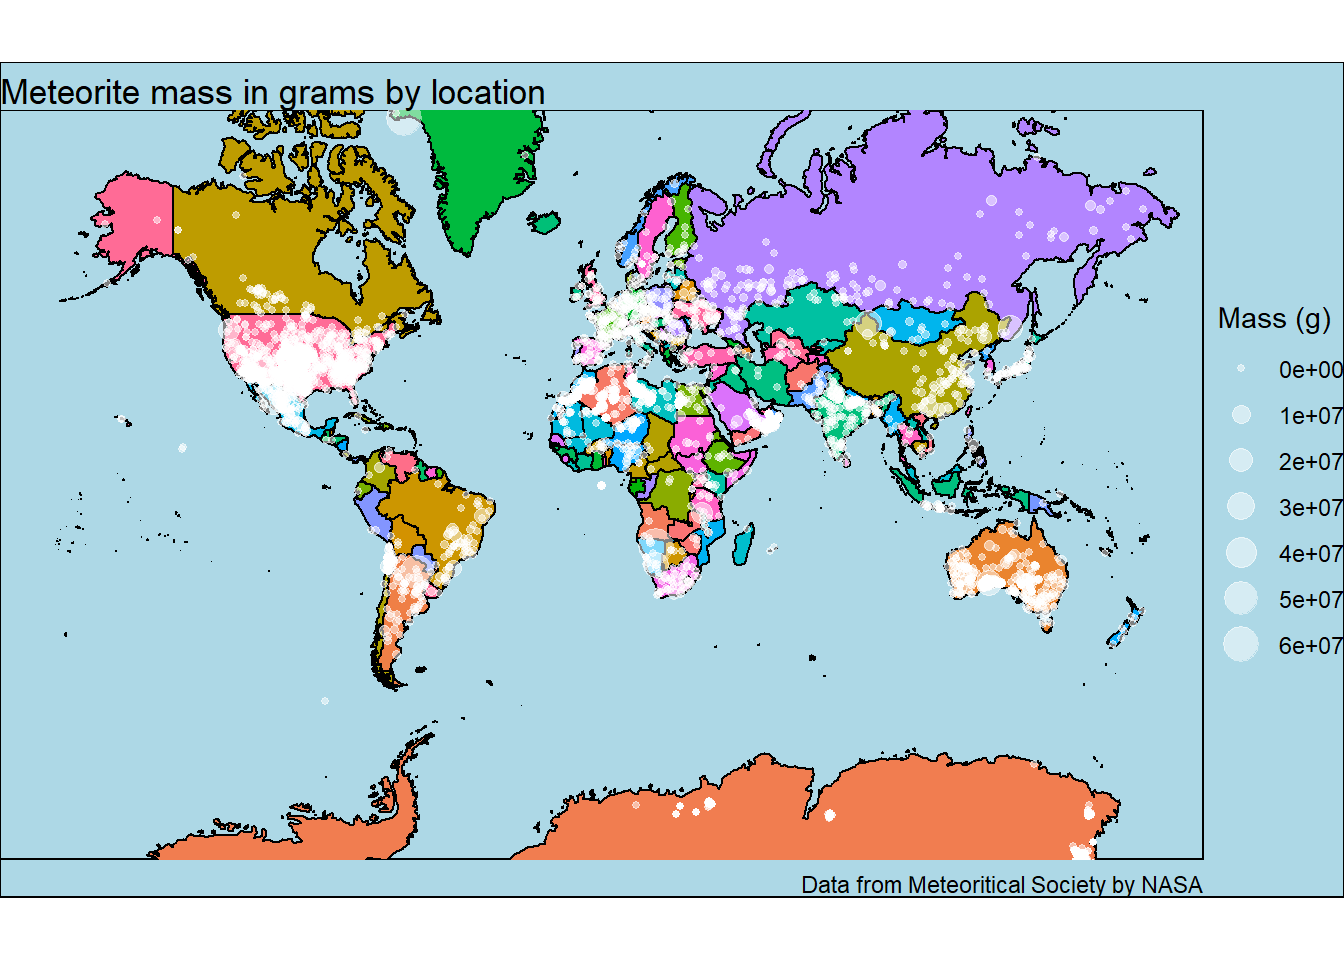 Meteorite mass in grams by location
Mass (g)
0e+00
1e+07
2e+07
3e+07
4e+07
5e+07
6e+07
Data from Meteoritical Society by NASA